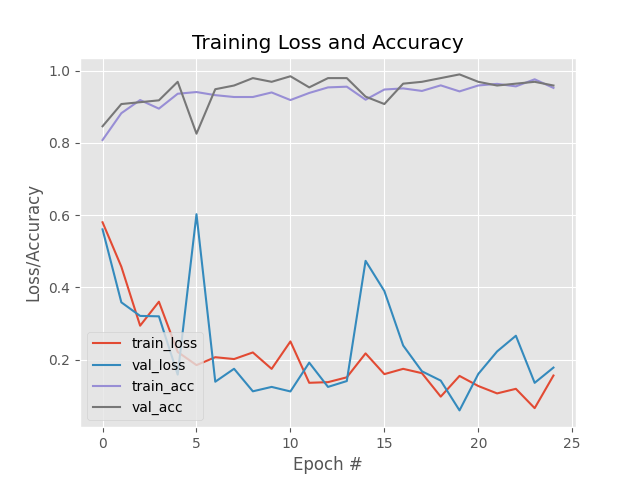 Training Loss and Accuracy
Loss/Accuracy
1.0
0.8
0.6
0.4
0.2
train_loss
val_loss
train_acc
val_acc
0 5 10 15 20 25
Epoch #